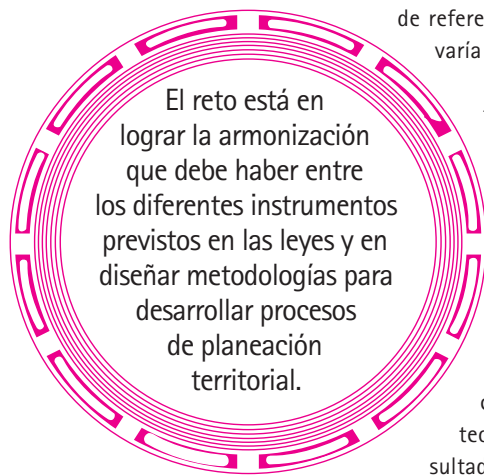 de refere
varía
El reto está en
lograr la armonización
que debe haber entre
los diferentes instrumentos
previstos en las leyes y en
diseñar metodologías para
desarrollar procesos
de planeación
territorial.
tec
sultad